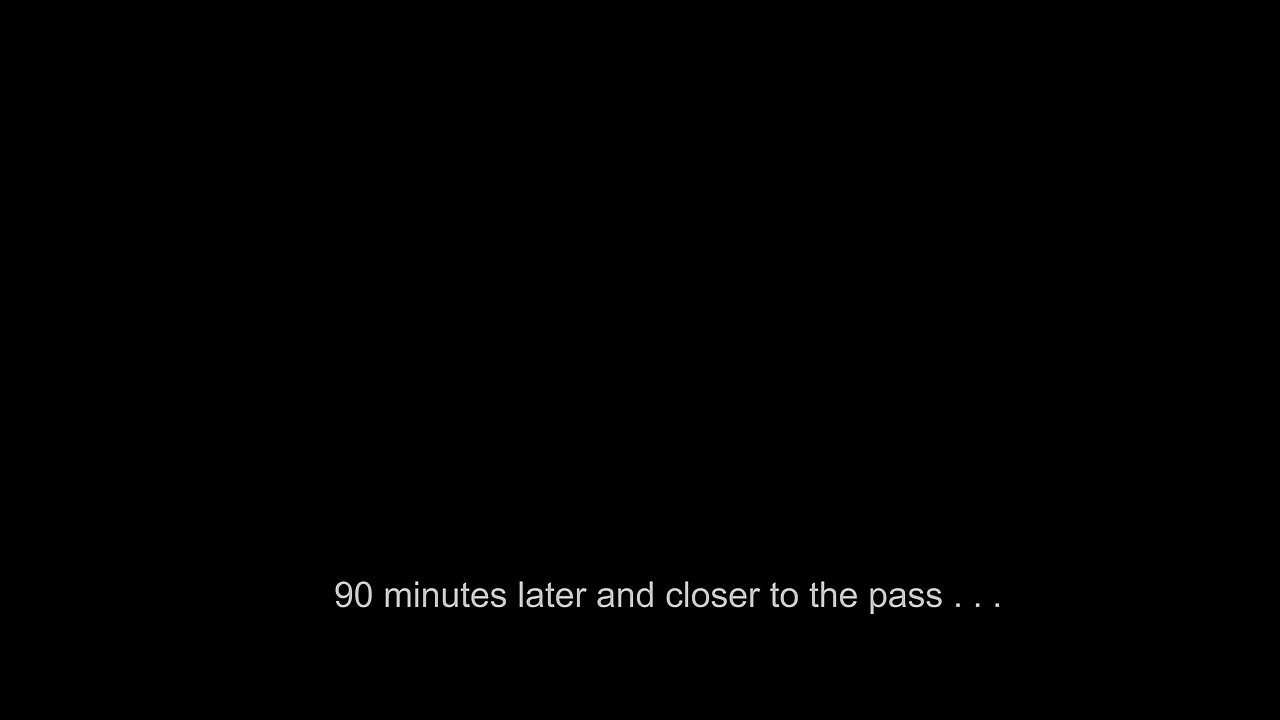 90 minutes later and closer to the pass . . .